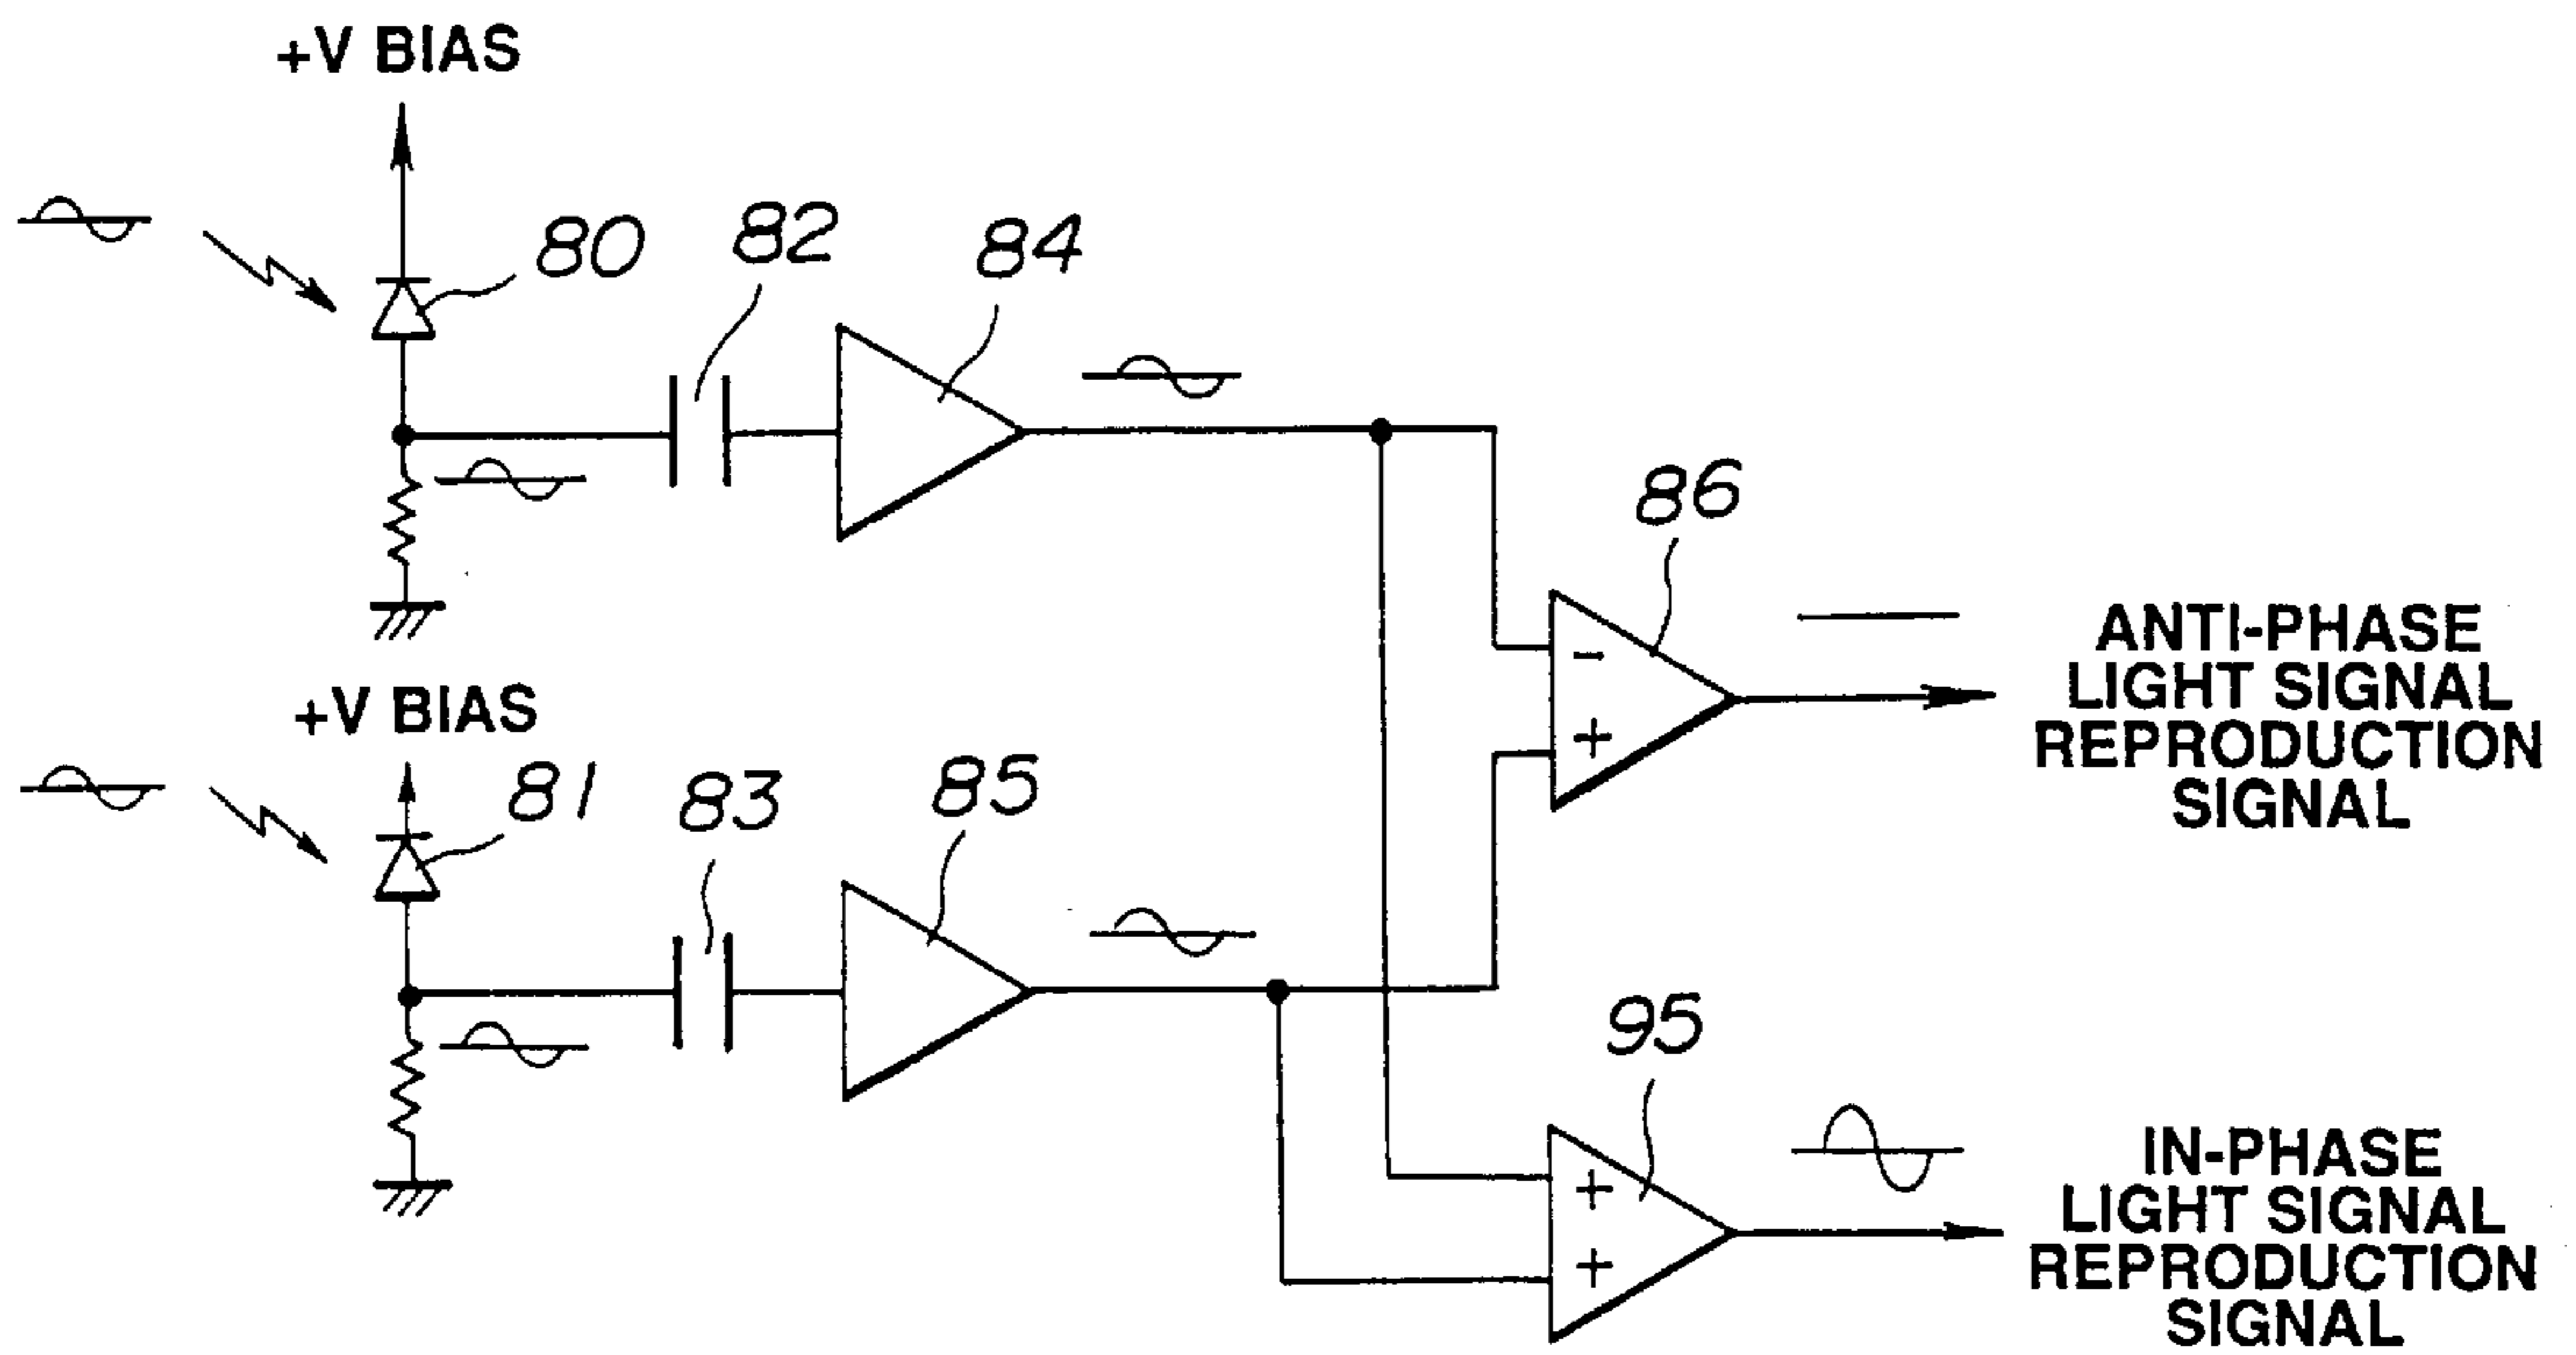 +V BIAS
80
82
84
86
ANTI-PHASE
LIGHT SIGNAL
REPRODUCTION
SIGNAL
-
+
+V BIAS
81
83
85
95
+
+
IN-PHASE
LIGHT SIGNAL
REPRODUCTION
SIGNAL